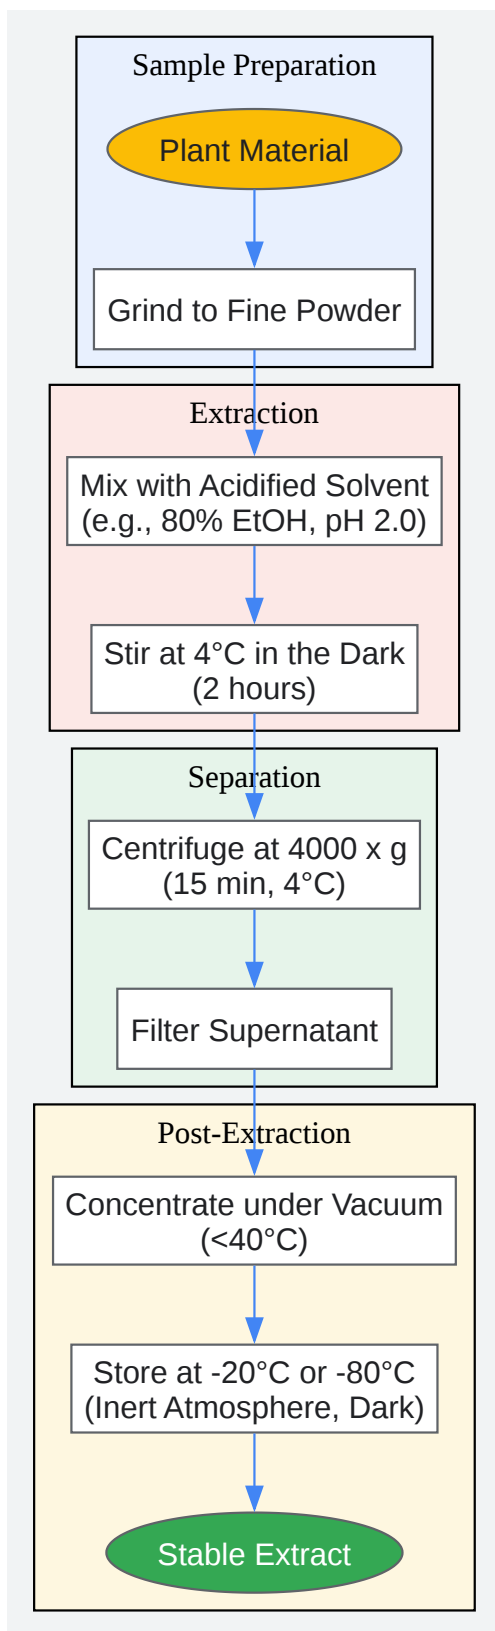 Sample Preparation
Plant Material
Grind to Fine Powder
Extraction
Mix with Acidified Solvent
(e.g., 80% EtOH, pH 2.0)
Stir at 4°C in the Dark
(2 hours)
Separation
Centrifuge at 4000 x g
(15 min, 4°C)
Filter Supernatant
Post-Extraction
Concentrate under Vacuum
(<40°C)
Store at -20°C or -80°C
(Inert Atmosphere, Dark)
Stable Extract